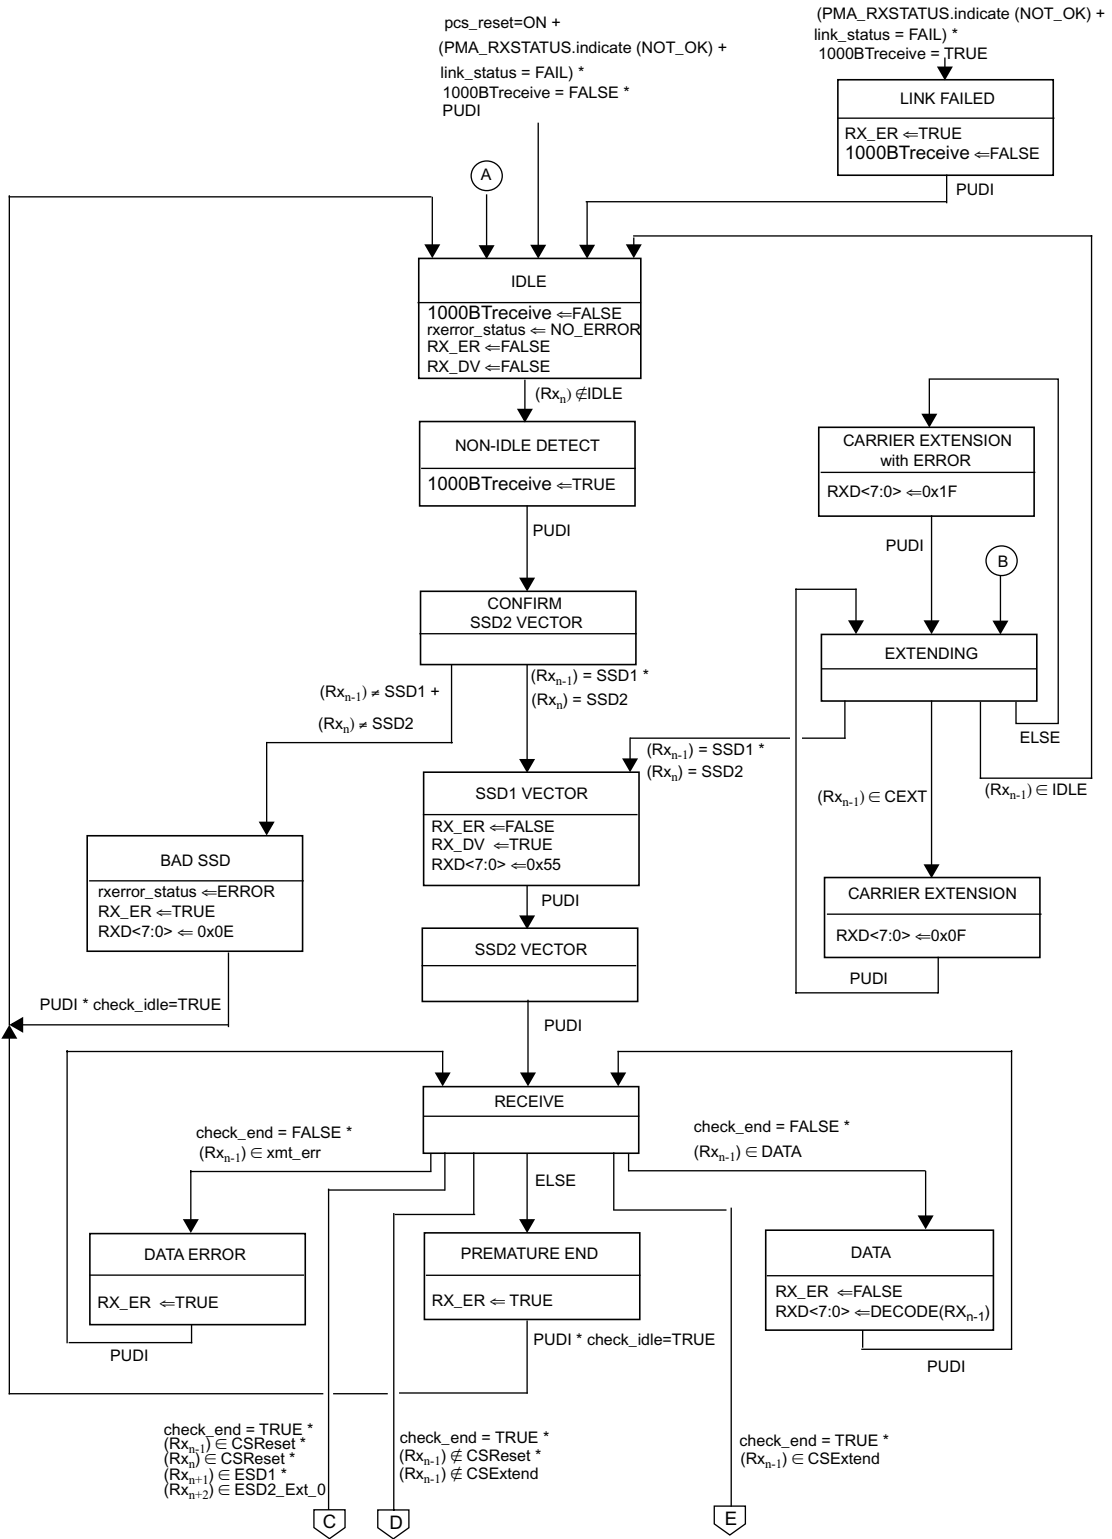 pcs_reset=ON +
(PMA_RXSTATUS.indicate (NOT_OK) +
link_status = FAIL) *
1000BTreceive = FALSE *
PUDI
(PMA_RXSTATUS.indicate (NOT_OK) +
link_status = FAIL) *
1000BTreceive = TRUE
LINK FAILED
RX_ER ⇐TRUE
1000BTreceive ⇐FALSE
PUDI
A
IDLE
1000BTreceive ⇐FALSE
rxerror_status ⇐ NO_ERROR
RX_ER ⇐FALSE
RX_DV ⇐FALSE
(Rxn) ∉IDLE
NON-IDLE DETECT
1000BTreceive ⇐TRUE
PUDI
CARRIER EXTENSION
with ERROR
RXD<7:0> ⇐0x1F
PUDI
B
CONFIRM
SSD2 VECTOR
EXTENDING
(Rxn-1) ≠ SSD1 +
(Rxn) ≠ SSD2
(Rxn-1) = SSD1 *
(Rxn) = SSD2
ELSE
(Rxn-1) = SSD1 *
(Rxn) = SSD2
(Rxn-1) ∈ CEXT
(Rxn-1) ∈ IDLE
SSD1 VECTOR
RX_ER ⇐FALSE
RX_DV ⇐TRUE
RXD<7:0> ⇐0x55
PUDI
BAD SSD
rxerror_status ⇐ERROR
RX_ER ⇐TRUE
RXD<7:0> ⇐ 0x0E
PUDI * check_idle=TRUE
CARRIER EXTENSION
RXD<7:0> ⇐0x0F
PUDI
SSD2 VECTOR
PUDI
RECEIVE
check_end = FALSE *
(Rxn-1) ∈ xmt_err
ELSE
check_end = FALSE *
(Rxn-1) ∈ DATA
DATA ERROR
RX_ER ⇐TRUE
PUDI
PREMATURE END
RX_ER ⇐ TRUE
PUDI * check_idle=TRUE
DATA
RX_ER ⇐FALSE
RXD<7:0> ⇐DECODE(RXn-1)
PUDI
check_end = TRUE *
(Rxn-1) ∈ CSReset *
(Rxn) ∈ CSReset *
(Rxn+1) ∈ ESD1 *
(Rxn+2) ∈ ESD2_Ext_0
check_end = TRUE *
(Rxn-1) ∉ CSReset *
(Rxn-1) ∉ CSExtend
check_end = TRUE *
(Rxn-1) ∈ CSExtend
C
D
E